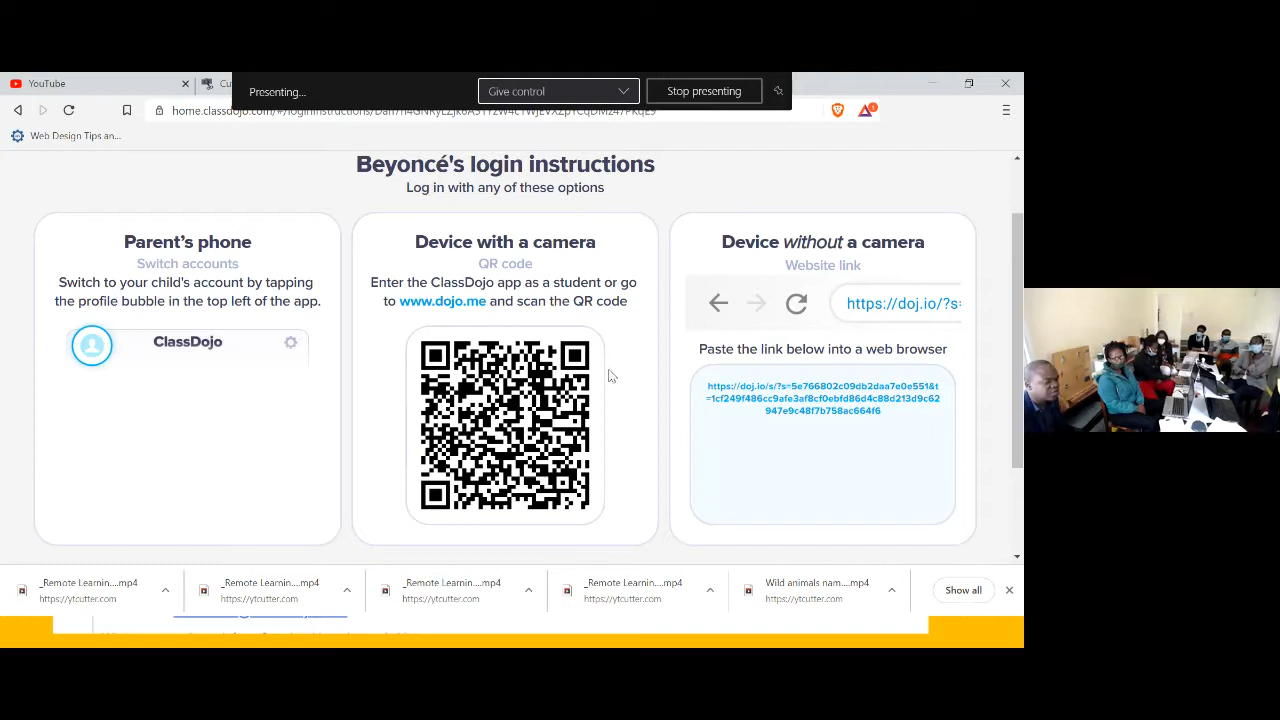 YouTube
Presenting...
Give control
Stop presenting
Web Design Tips an...
Beyoncé's login instructions
Log in with any of these options
Parent's phone
Switch accounts
Switch to your child's account by tapping
the profile bubble in the top left of the app.
ClassDojo
Device with a camera
QR code
Enter the ClassDojo app as a student or go
to www.dojo.me and scan the QR code
Device without a camera
Website link
https://doj.io/?s=
Paste the link below into a web browser
https://doj.io/s/?s=5e766802c09db2daa7e0e551&t
=1cf249f486cc9afe3af8cf0ebfd86d4c88d213d9c62
947e9c48f7b758ac664f6
_Remote Learnin....mp4
https://ytcutter.com
_Remote Learnin....mp4
https://ytcutter.com
_Remote Learnin....mp4
https://ytcutter.com
_Remote Learnin....mp4
https://ytcutter.com
Wild animals nam....mp4
https://ytcutter.com
Show all